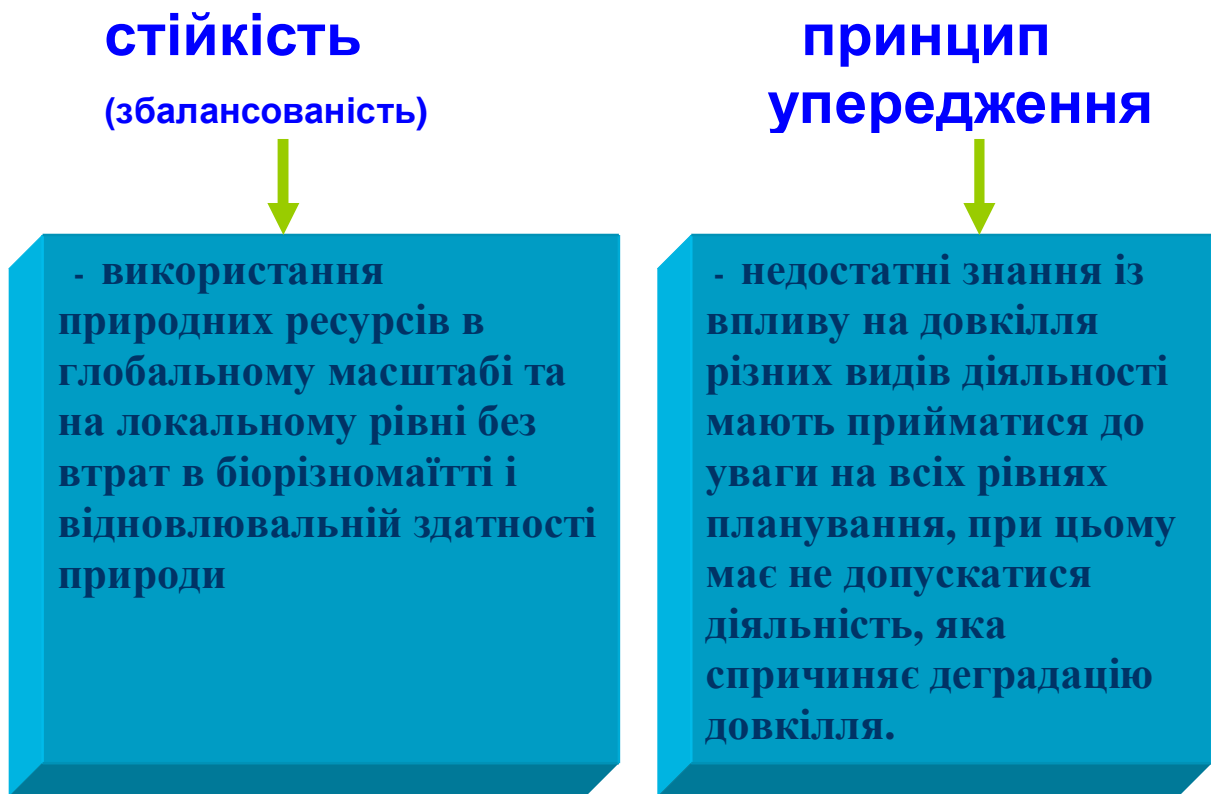 стійкість
(збалансованість)
- використання
природних ресурсів в
глобальному масштабі та
на локальному рівні без
втрат в біорізномаїтті і
відновлювальній здатності
природи
принцип
упередження
- недостатні знання із
впливу на довкілля
різних видів діяльності
мають прийматися до
уваги на всіх рівнях
планування, при цьому
має не допускатися
діяльність, яка
спричиняє деградацію
довкілля.